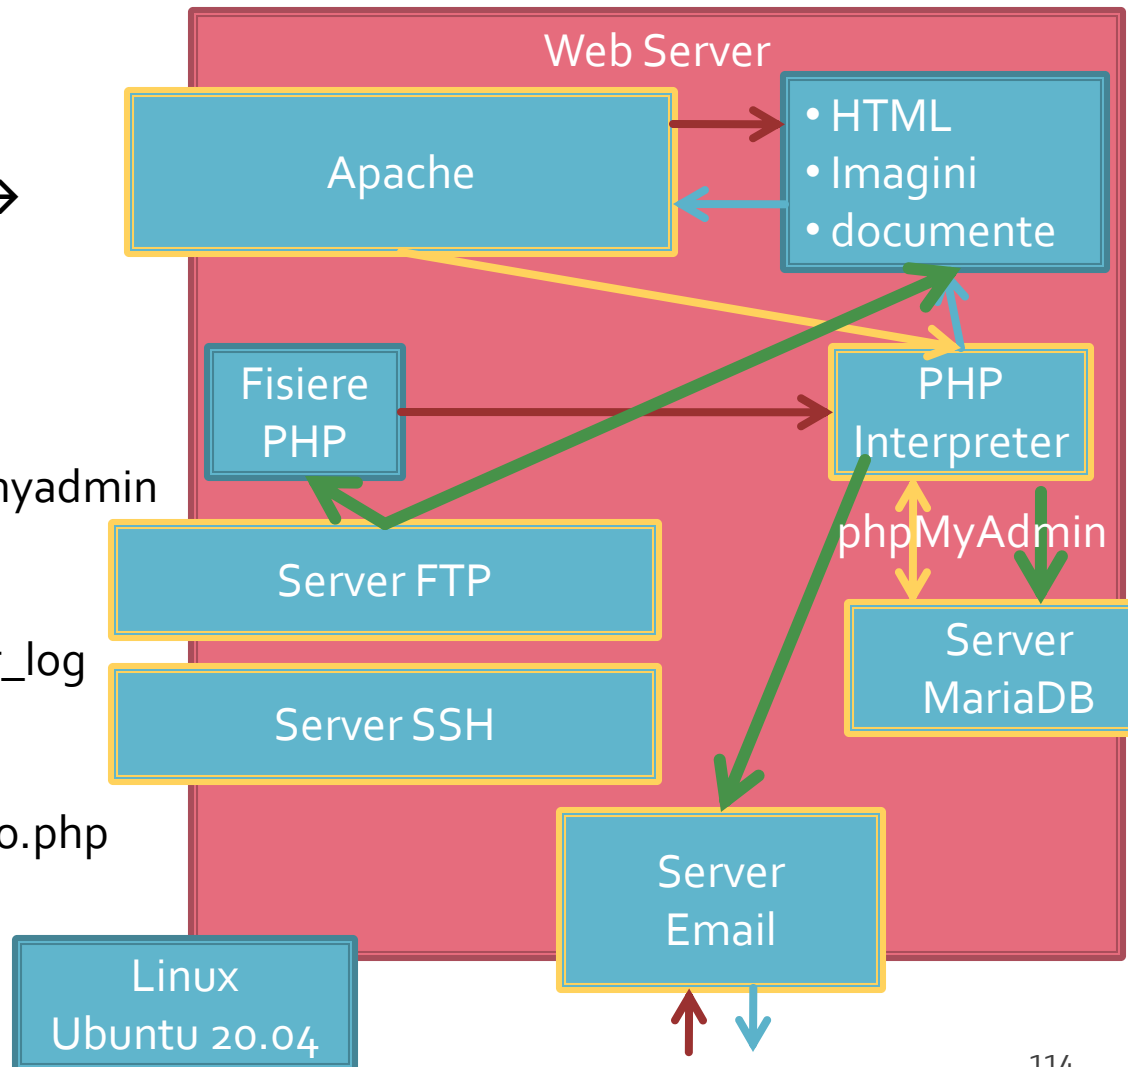 Web Server
Apache
• HTML
• Imagini
• documente
→
Fisiere
PHP
PHP
Interpreter
phpMyAdmin
Server FTP
Server
MariaDB
_log
Server SSH
o.php
Server
Email
Linux
Ubuntu 20.04